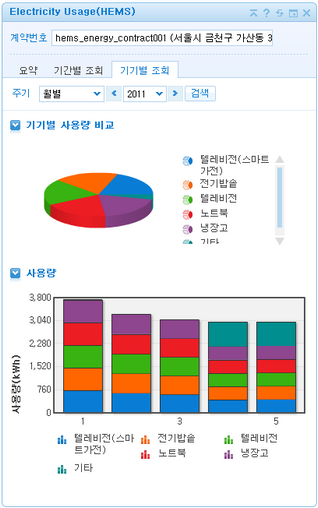 Electricity Usage(HEMS)
계약번호 hems_energy_contract001 (서울시 금천구 가산동 3
요약 기간별 조회 기기별 조회
주기 월별 2011 검색
기기별 사용량 비교
텔레비전(스마트
가전)
전기밥솥
텔레비전
노트북
냉장고
기타
사용량
사용량(kWh)
3,800
3,040
2,280
1,520
760
0
1 3 5
텔레비전(스마 전기밥솥 텔레비전
트가전) 노트북 냉장고
기타